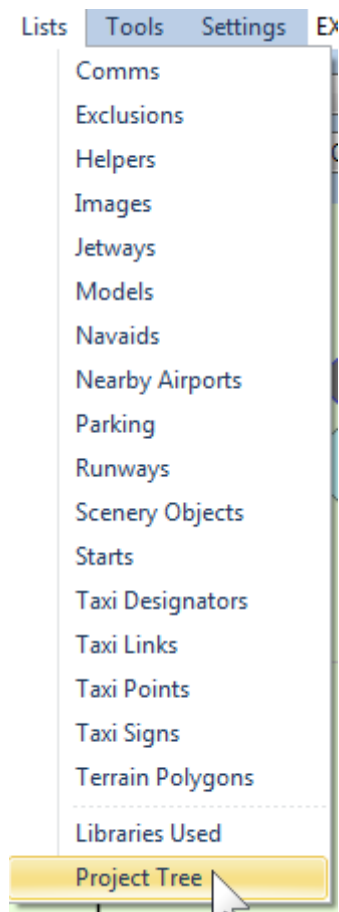 Lists Tools Settings EX
Comms
Exclusions
Helpers
Images
Jetways
Models
Navaids
Nearby Airports
Parking
Runways
Scenery Objects
Starts
Taxi Designators
Taxi Links
Taxi Points
Taxi Signs
Terrain Polygons
Libraries Used
Project Tree